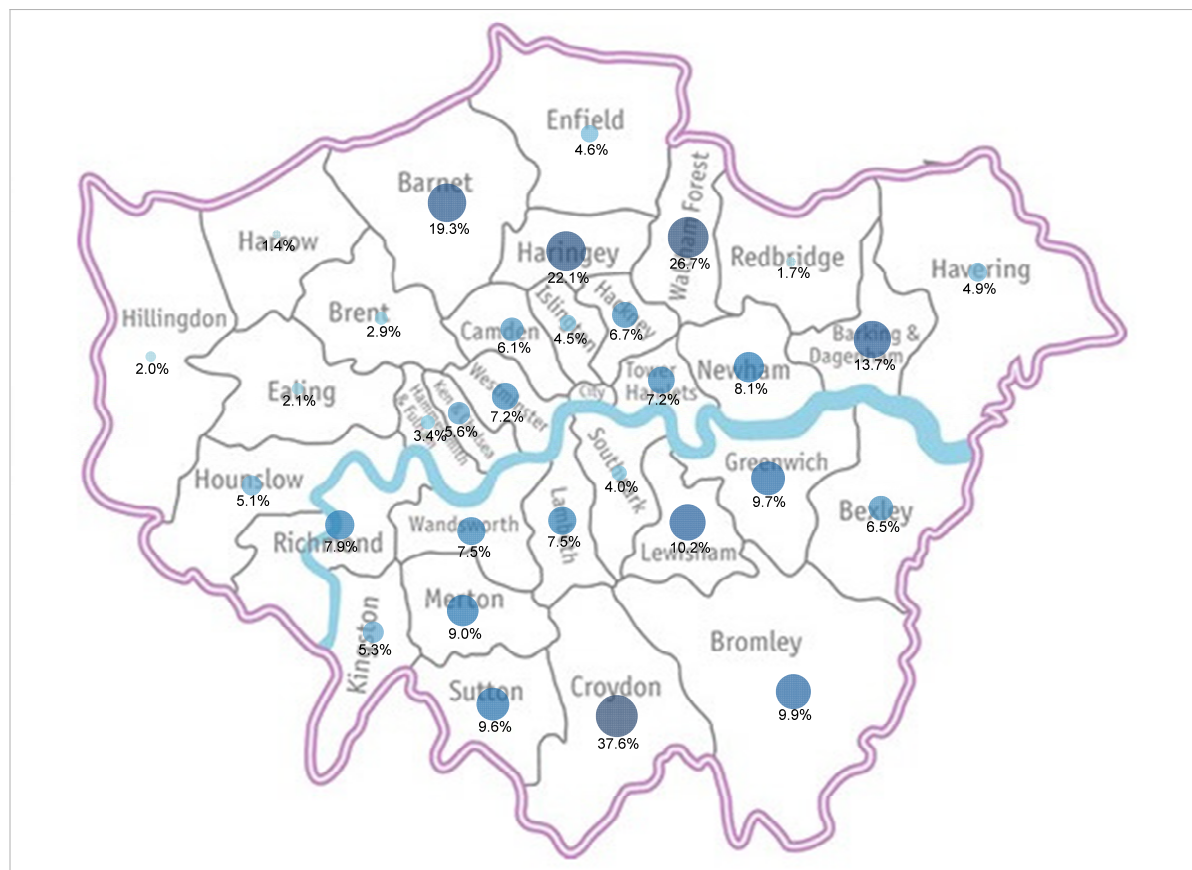 Enfield
4.6%
Barnet
19.3%
Waltham Forest
26.7%
Haringey
22.1%
Harrow
1.4%
Redbridge
1.7%
Havering
4.9%
Hillingdon
2.0%
Brent
2.9%
Camden
6.1%
Islington
4.5%
Hackney
6.7%
Barking &
Dagenham
13.7%
Ealing
2.1%
Hammersmith
& Fulham
3.4%
Ken & Chelsea
5.6%
Westminster
7.2%
City
Tower
Hamlets
7.2%
Newham
8.1%
Hounslow
5.1%
Richmond
7.9%
Wandsworth
7.5%
Lambeth
7.5%
Southwark
4.0%
Lewisham
10.2%
Greenwich
9.7%
Bexley
6.5%
Kingston
5.3%
Merton
9.0%
Sutton
9.6%
Croydon
37.6%
Bromley
9.9%